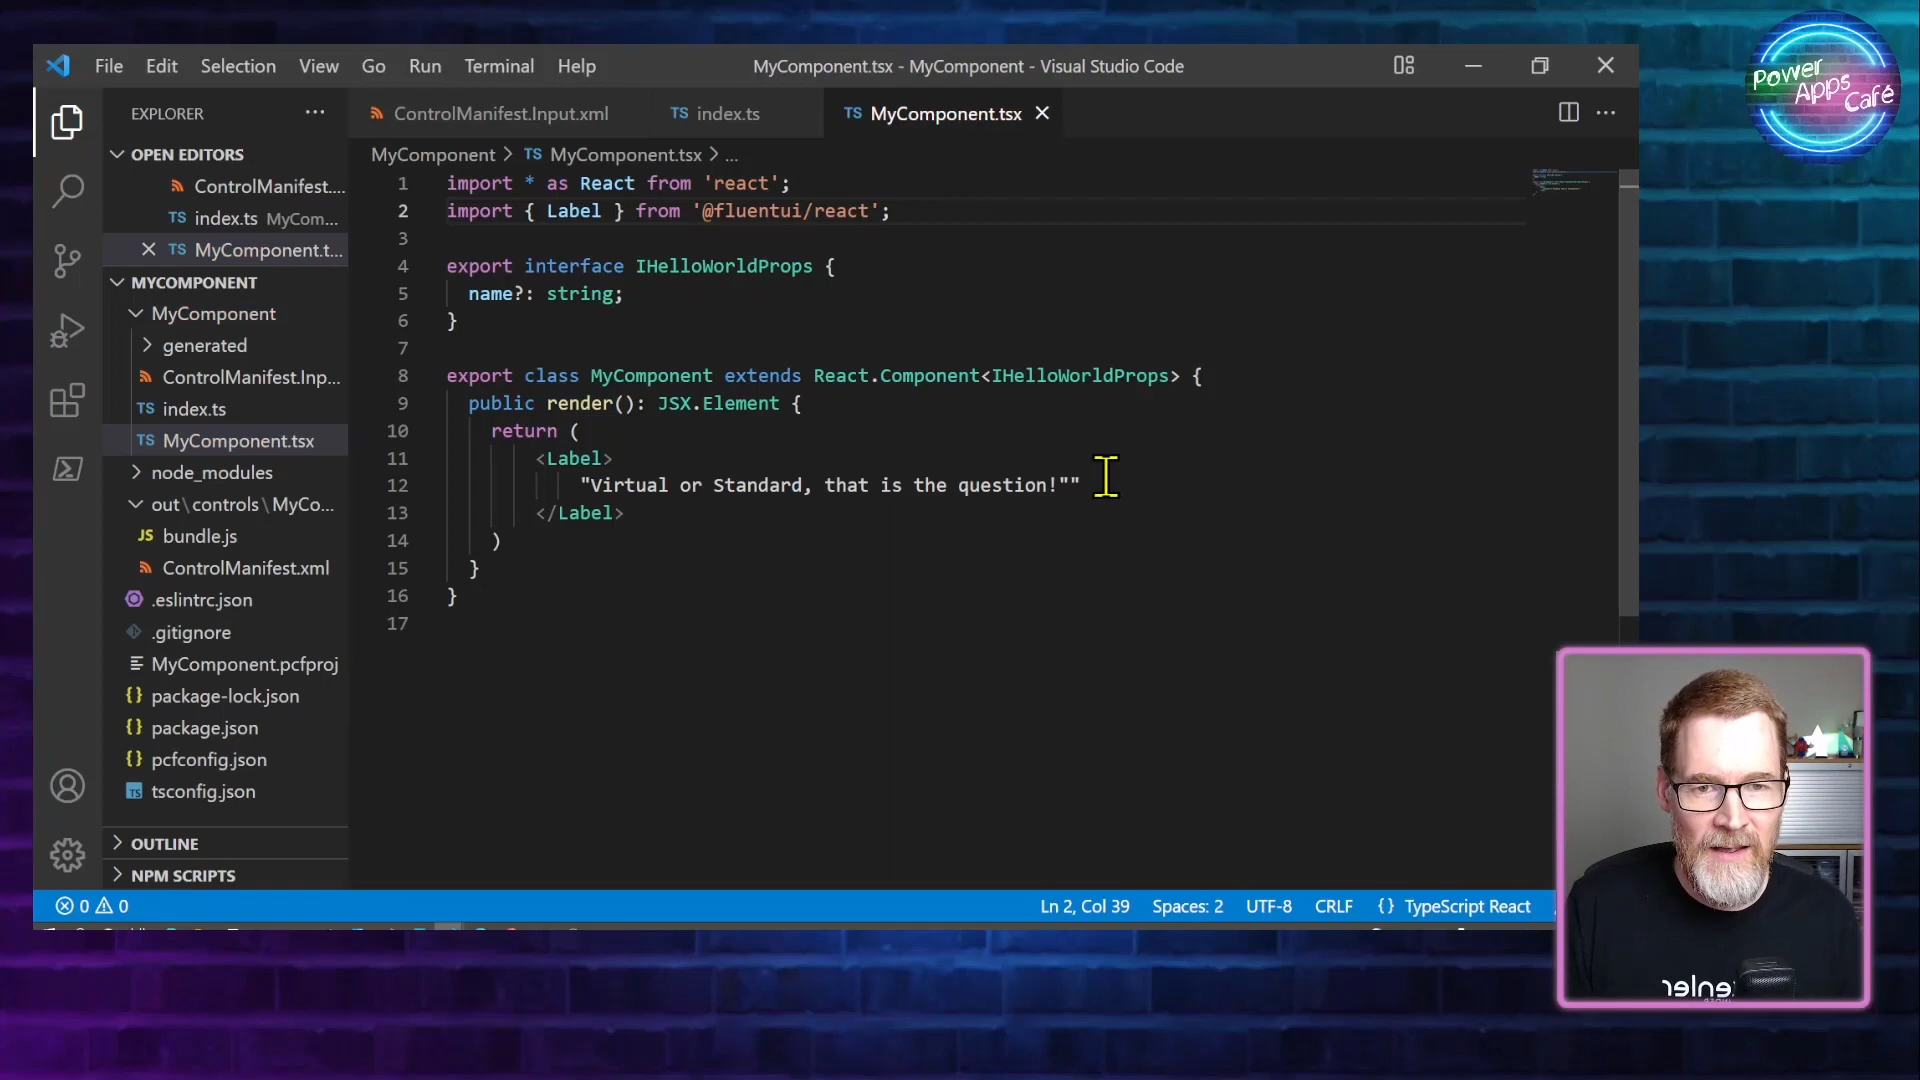 Power
Apps
Café
File Edit Selection View Go Run Terminal Help
MyComponent.tsx - MyComponent - Visual Studio Code
EXPLORER
OPEN EDITORS
ControlManifest....
TS index.ts MyCom...
TS MyComponent.t...
MYCOMPONENT
MyComponent
generated
ControlManifest.Inp...
TS index.ts
TS MyComponent.tsx
node_modules
out\controls\MyCo...
JS bundle.js
ControlManifest.xml
.eslintrc.json
.gitignore
MyComponent.pcfproj
{} package-lock.json
{} package.json
{} pcfconfig.json
TS tsconfig.json
OUTLINE
NPM SCRIPTS
ControlManifest.Input.xml TS index.ts TS MyComponent.tsx
MyComponent > TS MyComponent.tsx > ...
1 import * as React from 'react';
2 import { Label } from '@fluentui/react';
3
4 export interface IHelloWorldProps {
5 name?: string;
6 }
7
8 export class MyComponent extends React.Component<IHelloWorldProps> {
9 public render(): JSX.Element {
10 return (
11 <Label>
12 "Virtual or Standard, that is the question!""
13 </Label>
14 )
15 }
16 }
17
0 0
Ln 2, Col 39 Spaces: 2 UTF-8 CRLF {} TypeScript React